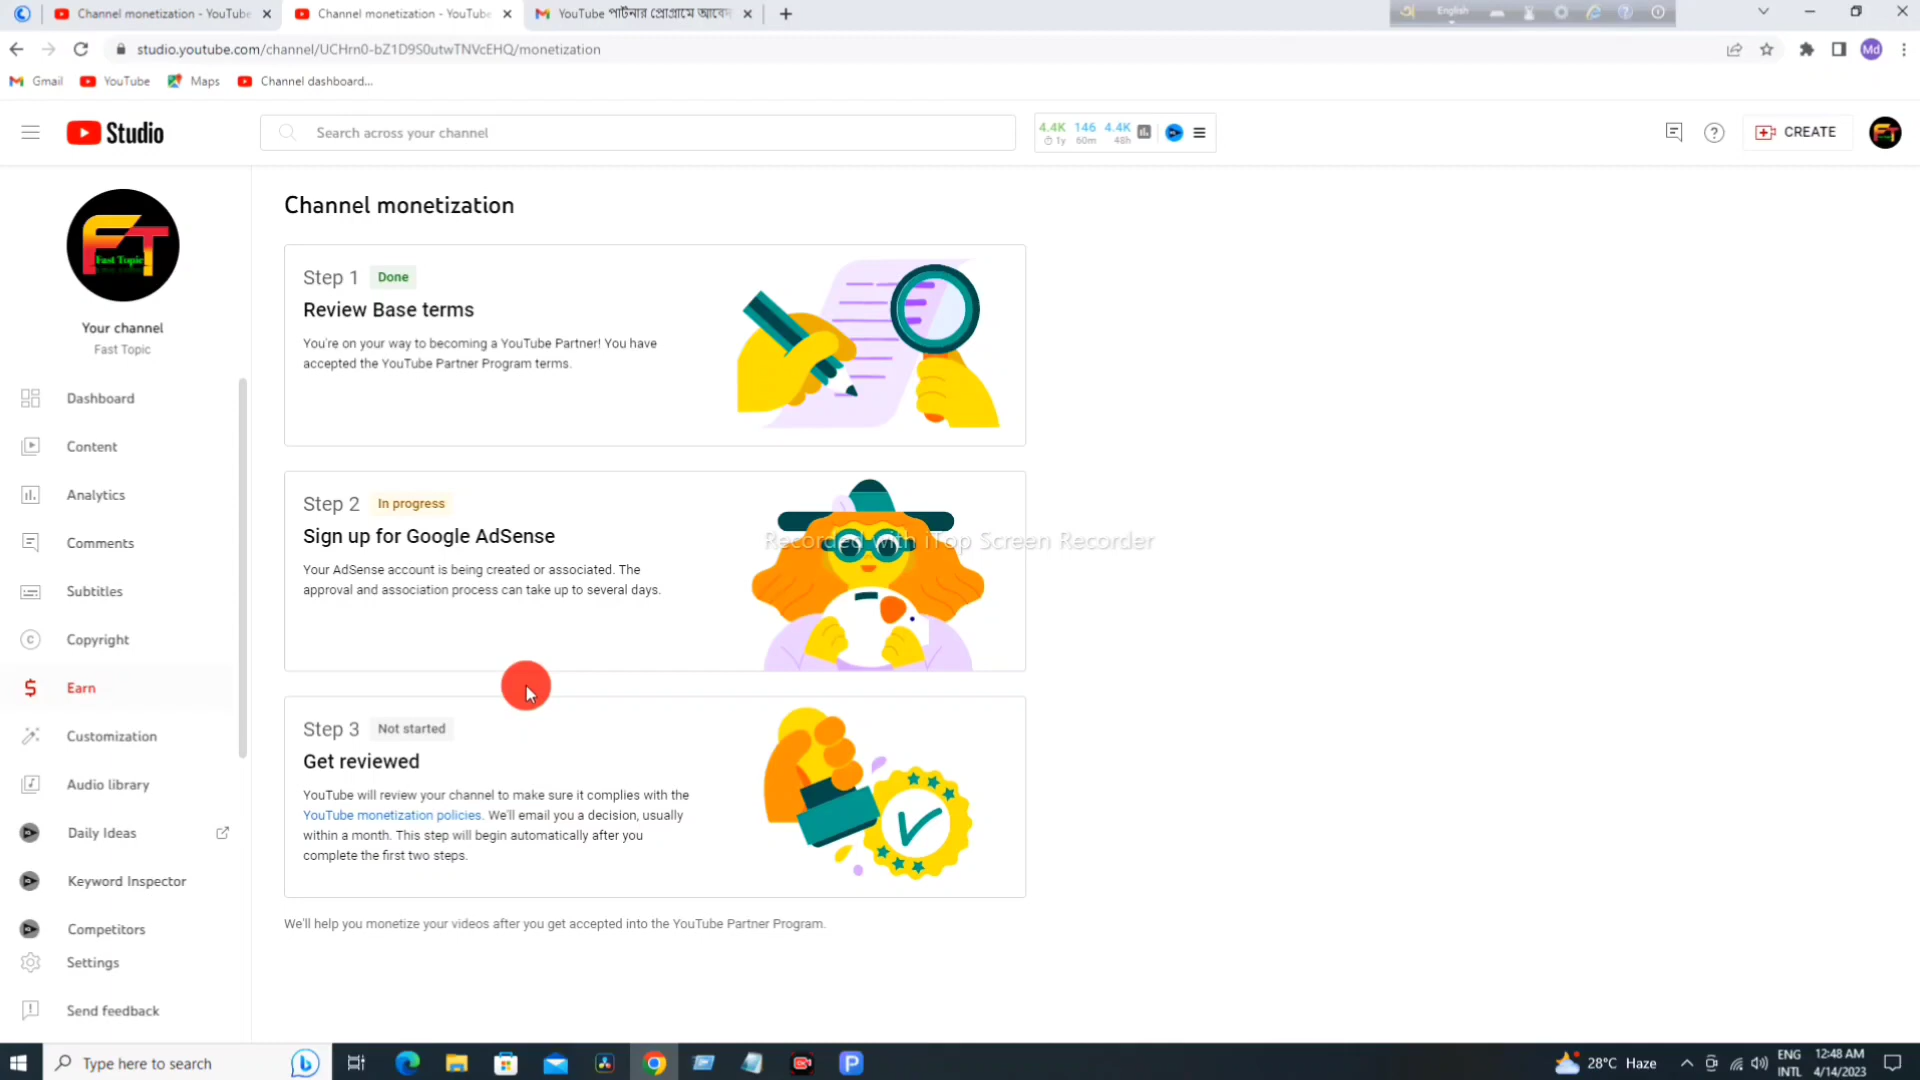 Channel monetization - YouTube
Channel monetization - YouTube
YouTube পার্টনার প্রোগ্রামে আবেদ
English
studio.youtube.com/channel/UCHrn0-bZ1D9S0utwTNVcEHQ/monetization
Md
Gmail
YouTube
Maps
Channel dashboard...
Studio
Search across your channel
4.4K 146 4.4K
1y 60m 48h
CREATE
FT
Fast Topic
Your channel
Fast Topic
Dashboard
Content
Analytics
Comments
Subtitles
Copyright
Earn
Customization
Audio library
Daily Ideas
Keyword Inspector
Competitors
Settings
Send feedback
Channel monetization
Step 1 Done
Review Base terms
You're on your way to becoming a YouTube Partner! You have
accepted the YouTube Partner Program terms.
Step 2 In progress
Sign up for Google AdSense
Your AdSense account is being created or associated. The
approval and association process can take up to several days.
Recorded with iTop Screen Recorder
Step 3 Not started
Get reviewed
YouTube will review your channel to make sure it complies with the
YouTube monetization policies. We'll email you a decision, usually
within a month. This step will begin automatically after you
complete the first two steps.
We'll help you monetize your videos after you get accepted into the YouTube Partner Program.
Type here to search
28°C Haze
ENG
INTL
12:48 AM
4/14/2023